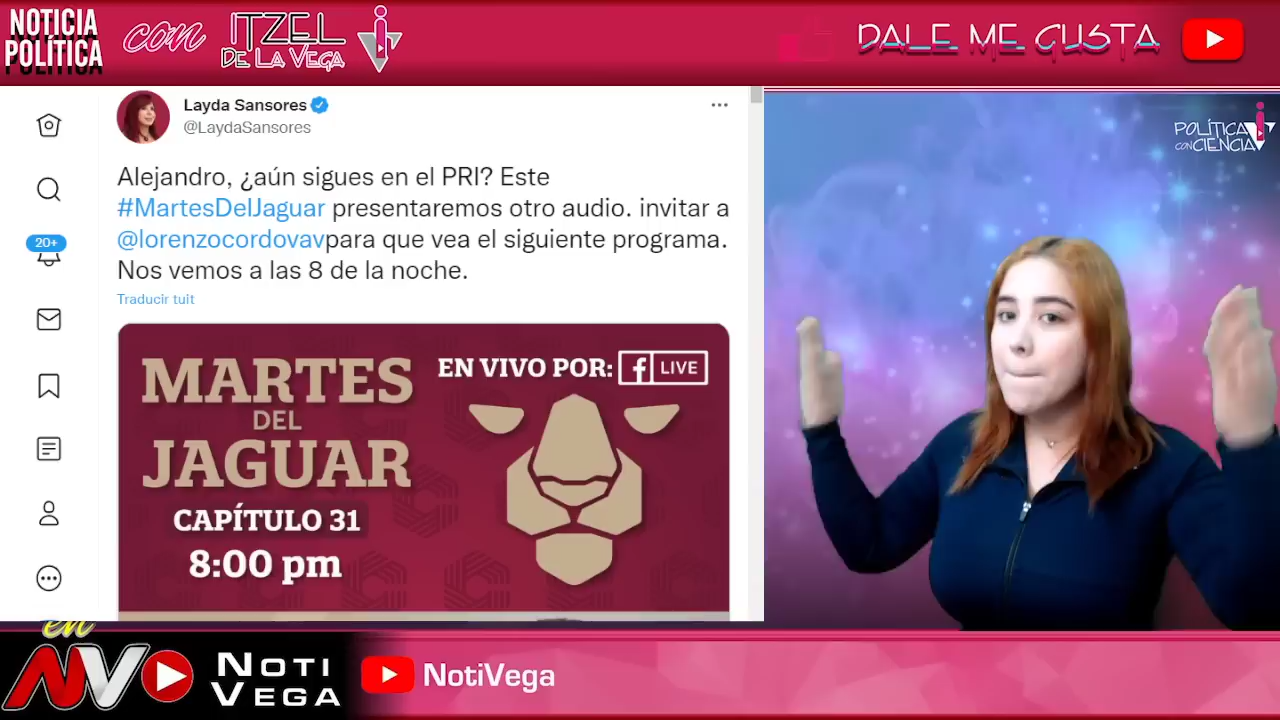 NOTICIA
POLÍTICA
con
ITZEL
DE LA VEGA
DALE ME GUSTA
Layda Sansores
@LaydaSansores
Alejandro, ¿aún sigues en el PRI? Este
#MartesDelJaguar presentaremos otro audio. invitar a
@lorenzocordovavpara que vea el siguiente programa.
Nos vemos a las 8 de la noche.
Traducir tuit
20+
MARTES
DEL
JAGUAR
CAPÍTULO 31
8:00 pm
EN VIVO POR: f LIVE
POLÍTICA
CON CIENCIA
en
NV
NOTI
VEGA
NotiVega